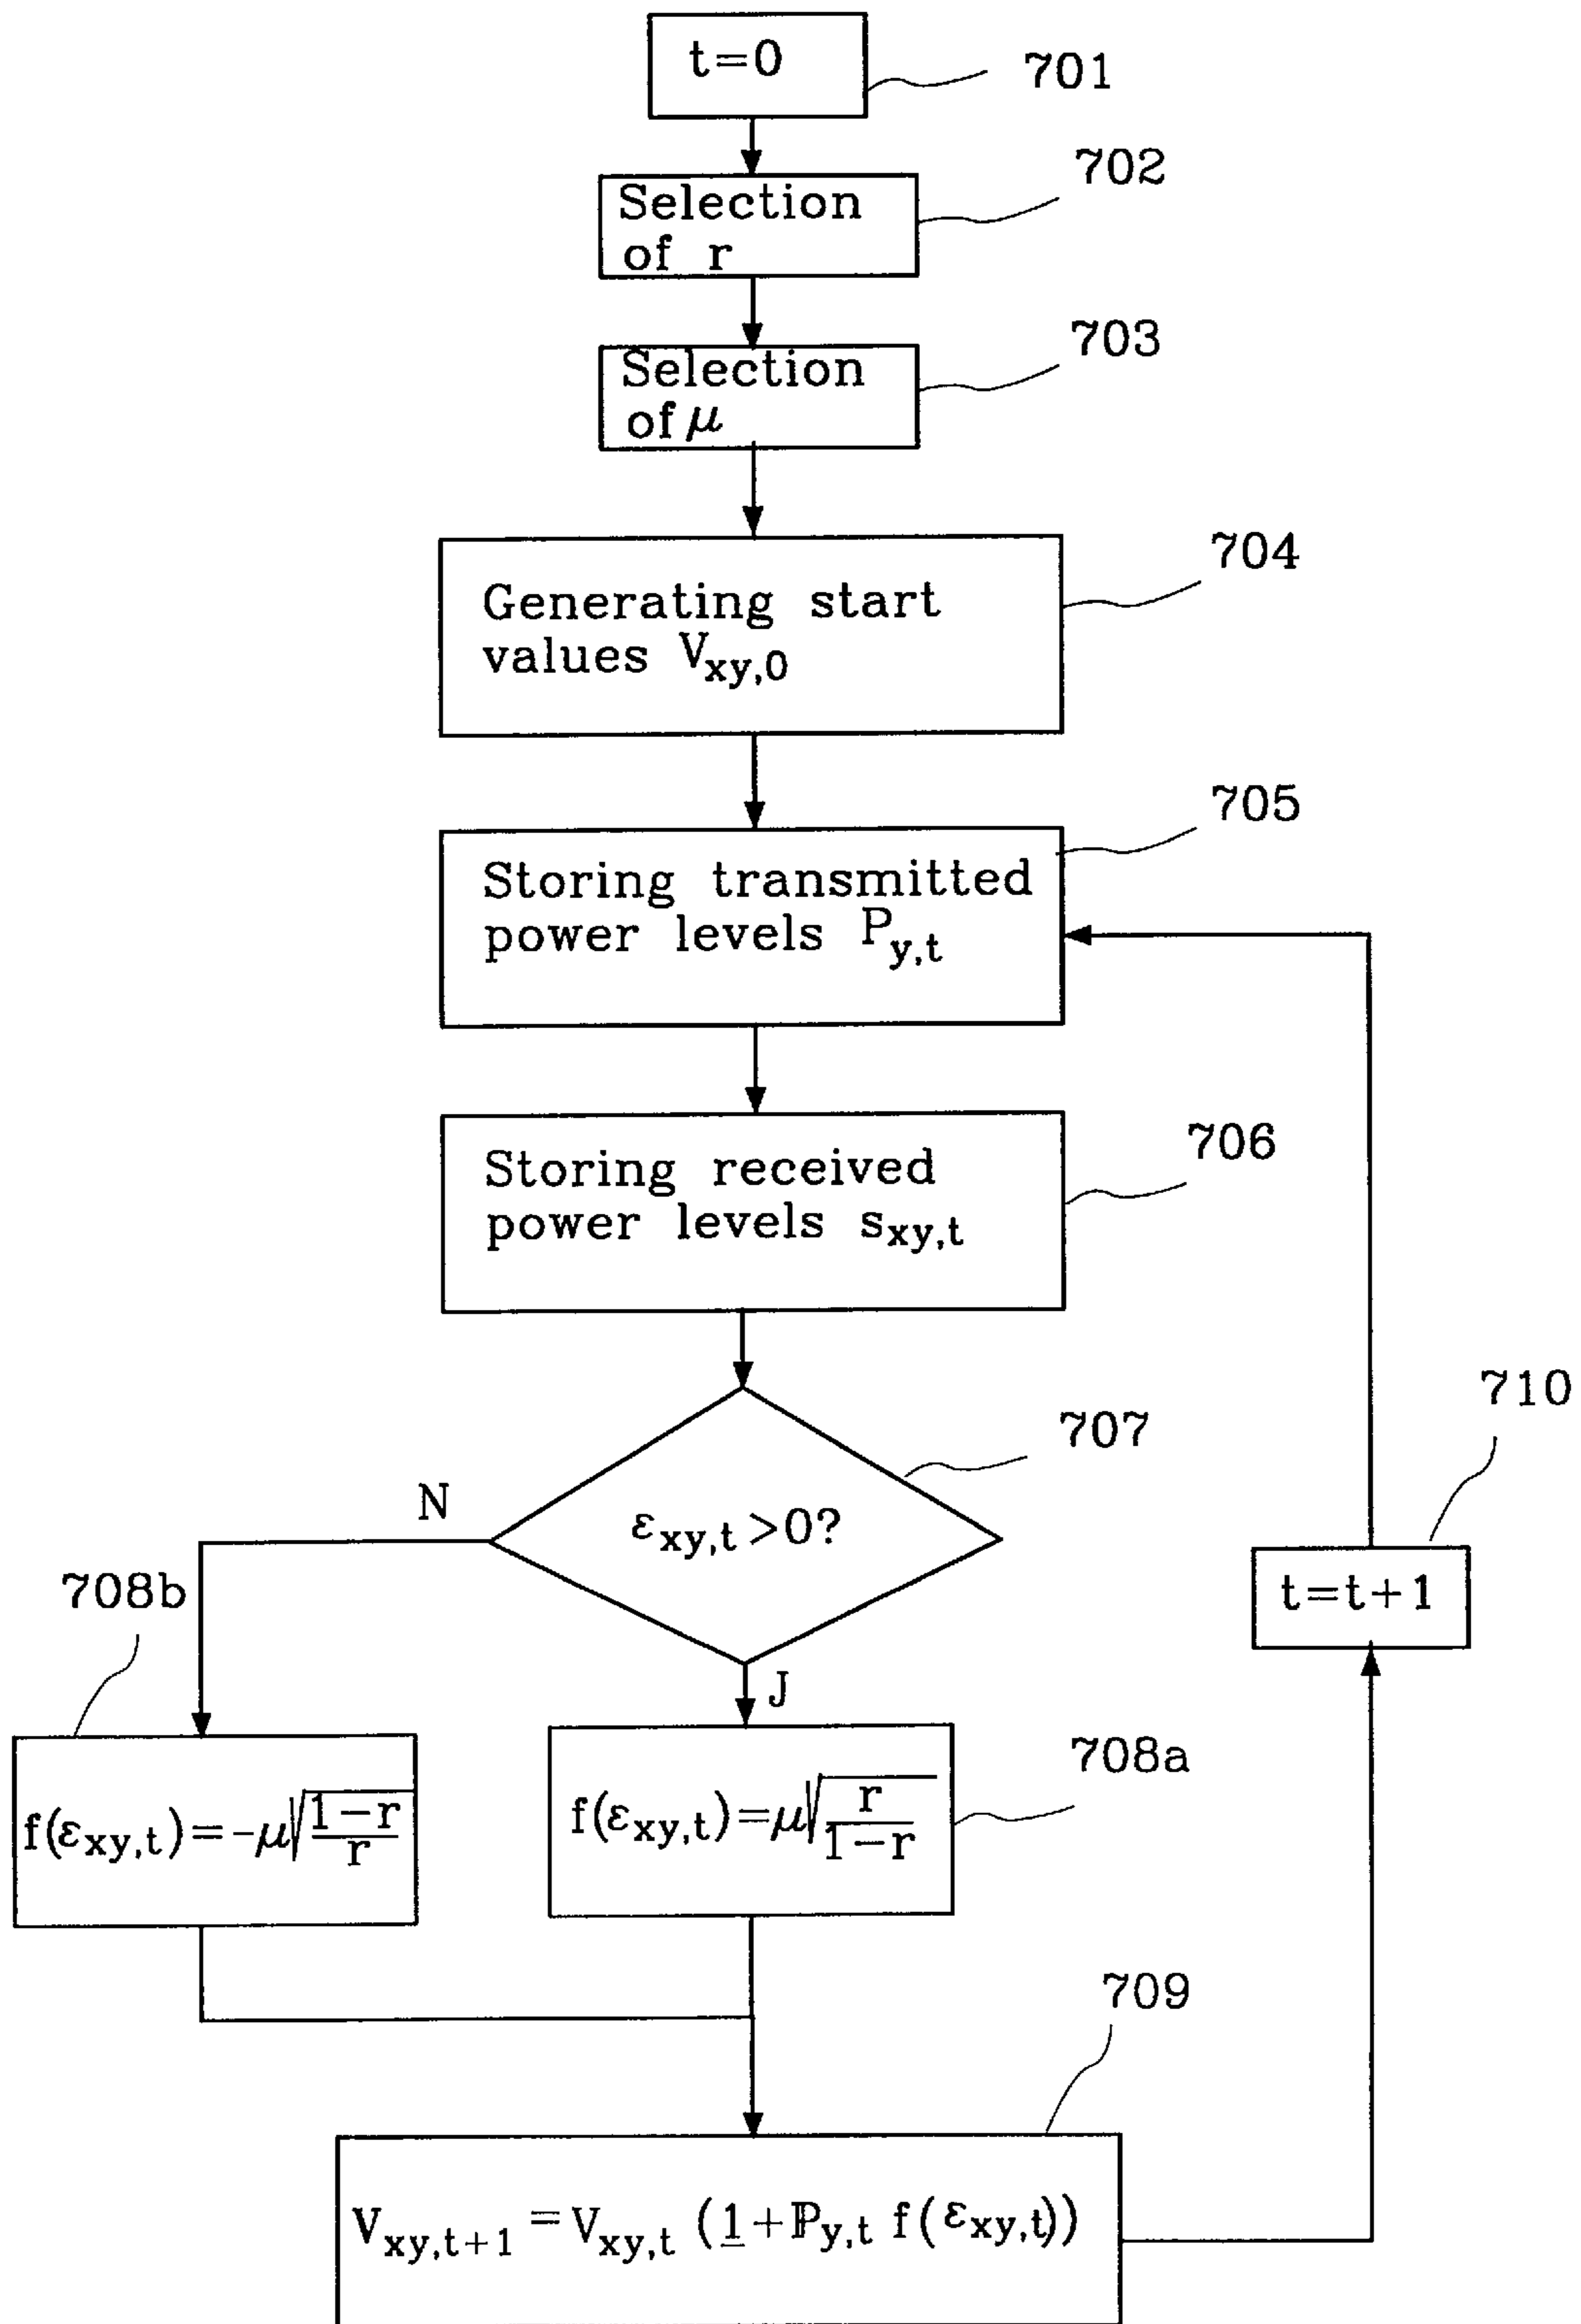 t=0
701
702
Selection
of r
703
Selection
of μ
704
Generating start
values V_xy,0
705
Storing transmitted
power levels P_y,t
706
Storing received
power levels s_xy,t
710
707
N
ε_xy,t >0?
t=t+1
708b
J
708a
f(ε_xy,t)=-μ√((1-r)/r)
f(ε_xy,t)=μ√(r/(1-r))
709
V_xy,t+1 = V_xy,t (1+ℙ_y,t f(ε_xy,t))